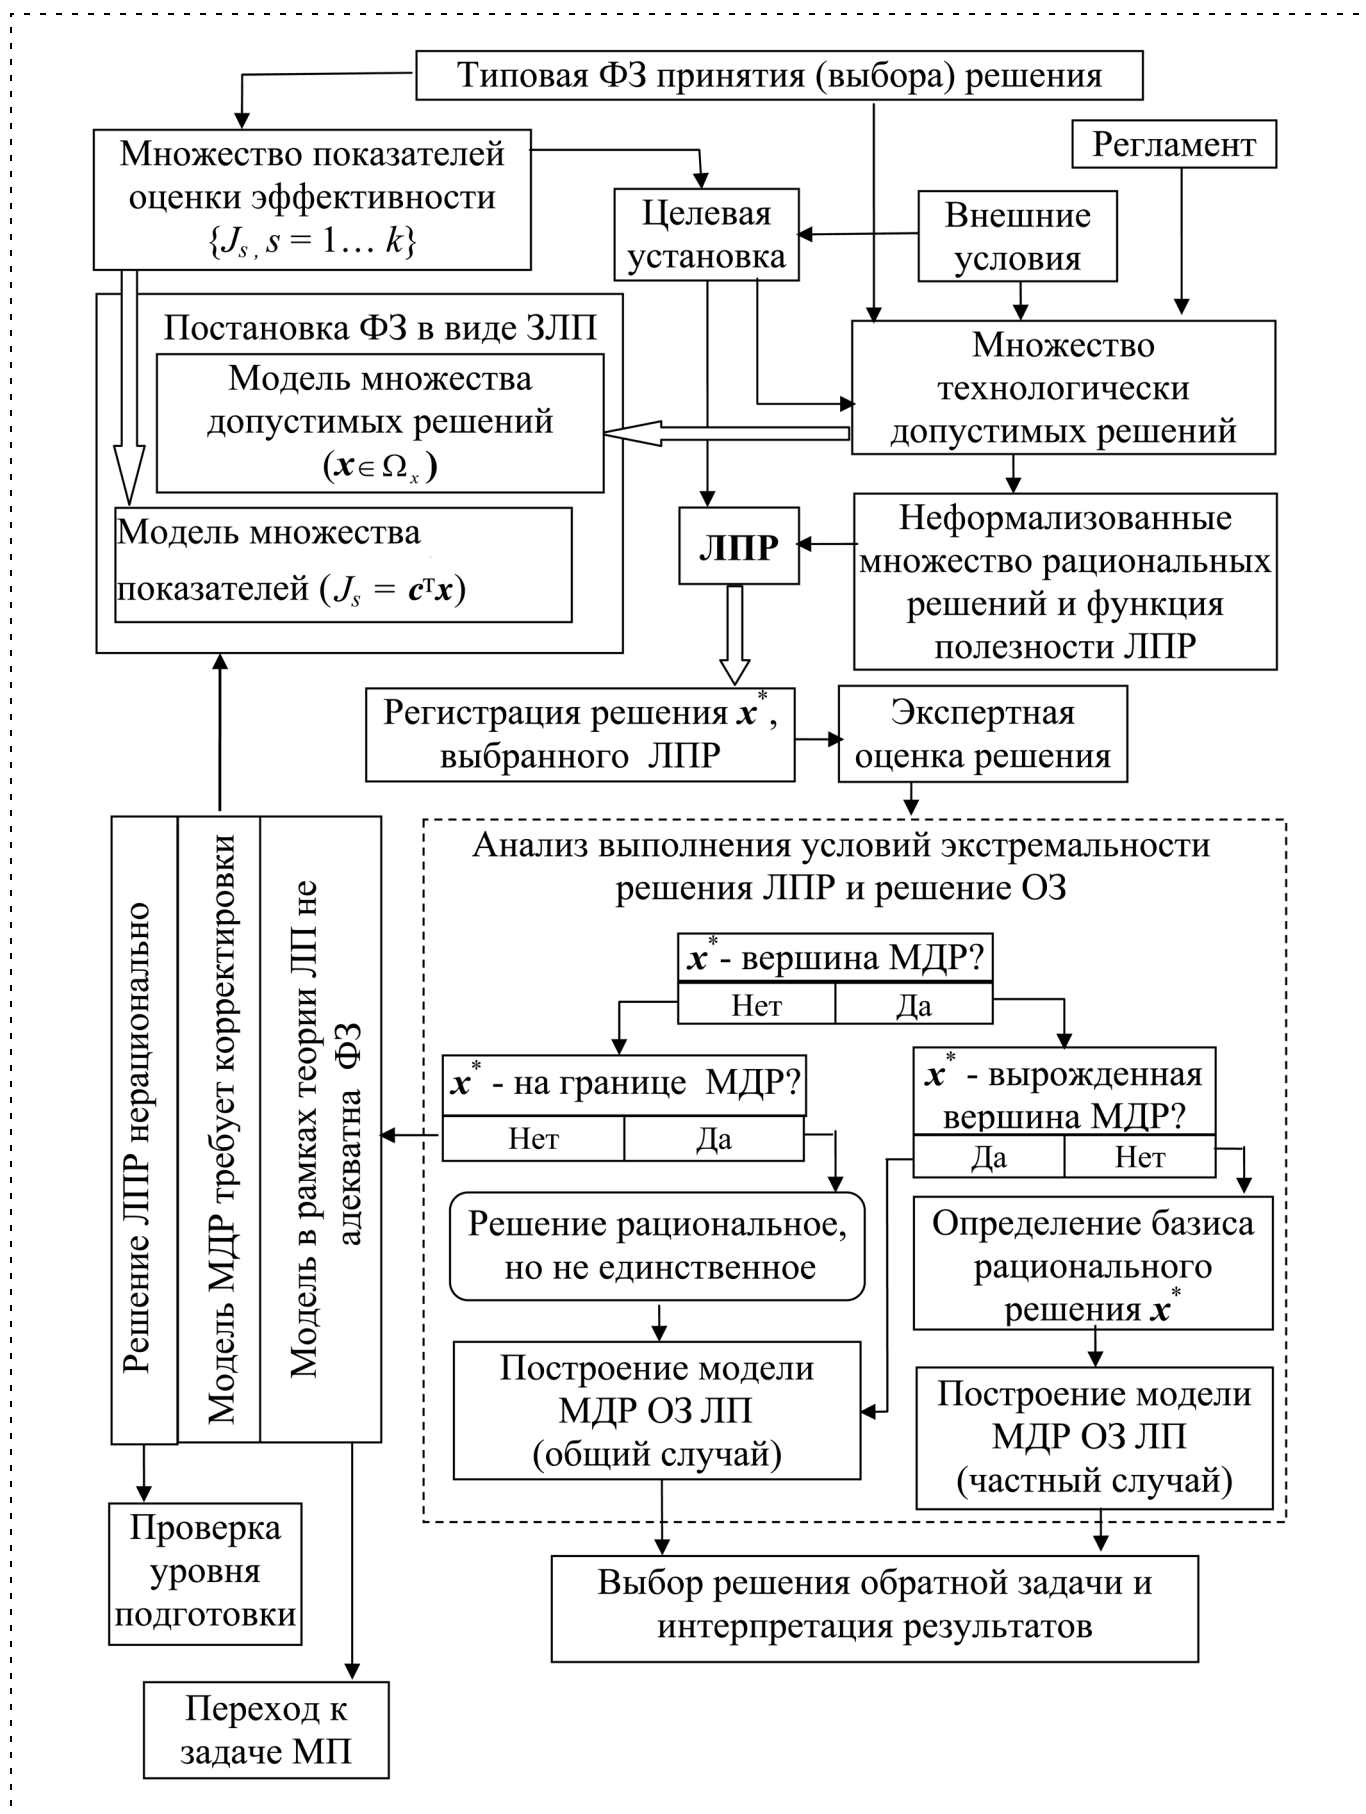 Типовая ФЗ принятия (выбора) решения
Регламент
Множество показателей
оценки эффективности
{J_s, s = 1… k}
Целевая
установка
Внешние
условия
Постановка ФЗ в виде ЗЛП
Модель множества
допустимых решений
(x∈Ω_x)
Множество
технологически
допустимых решений
Модель множества
показателей (J_s = c^т x)
ЛПР
Неформализованные
множество рациональных
решений и функция
полезности ЛПР
Регистрация решения x*,
выбранного ЛПР
Экспертная
оценка решения
Решение ЛПР нерационально
Модель МДР требует корректировки
Модель в рамках теории ЛП не
адекватна ФЗ
Анализ выполнения условий экстремальности
решения ЛПР и решение ОЗ
x*- вершина МДР?
Нет Да
x* - на границе МДР?
Нет Да
x* - вырожденная
вершина МДР?
Да Нет
Решение рациональное,
но не единственное
Определение базиса
рационального
решения x*
Построение модели
МДР ОЗ ЛП
(общий случай)
Построение модели
МДР ОЗ ЛП
(частный случай)
Проверка
уровня
подготовки
Выбор решения обратной задачи и
интерпретация результатов
Переход к
задаче МП